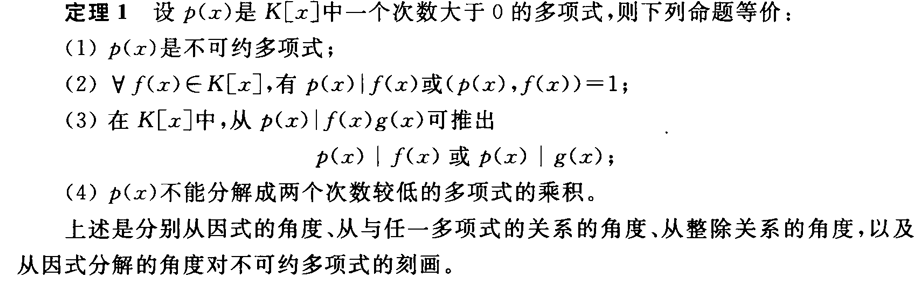 定理1 设 p(x)是 K[x]中一个次数大于 0 的多项式,则下列命题等价:
(1) p(x)是不可约多项式;
(2) ∀ f(x)∈K[x],有 p(x)|f(x)或(p(x),f(x))=1;
(3) 在 K[x]中,从 p(x)|f(x)g(x)可推出
p(x) | f(x) 或 p(x) | g(x);
(4) p(x)不能分解成两个次数较低的多项式的乘积。
上述是分别从因式的角度、从与任一多项式的关系的角度、从整除关系的角度,以及
从因式分解的角度对不可约多项式的刻画。